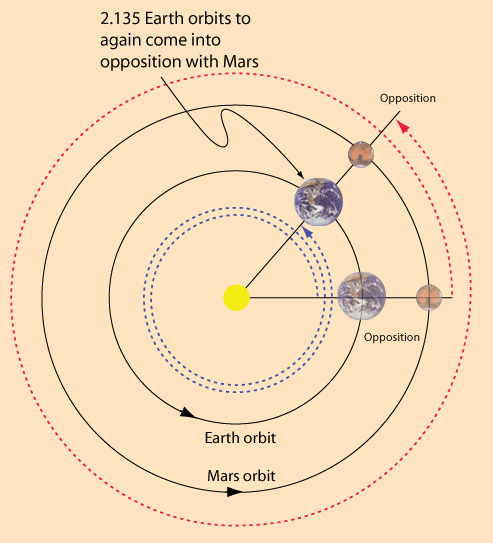 2.135 Earth orbits to
again come into
opposition with Mars
Opposition
Opposition
Earth orbit
Mars orbit